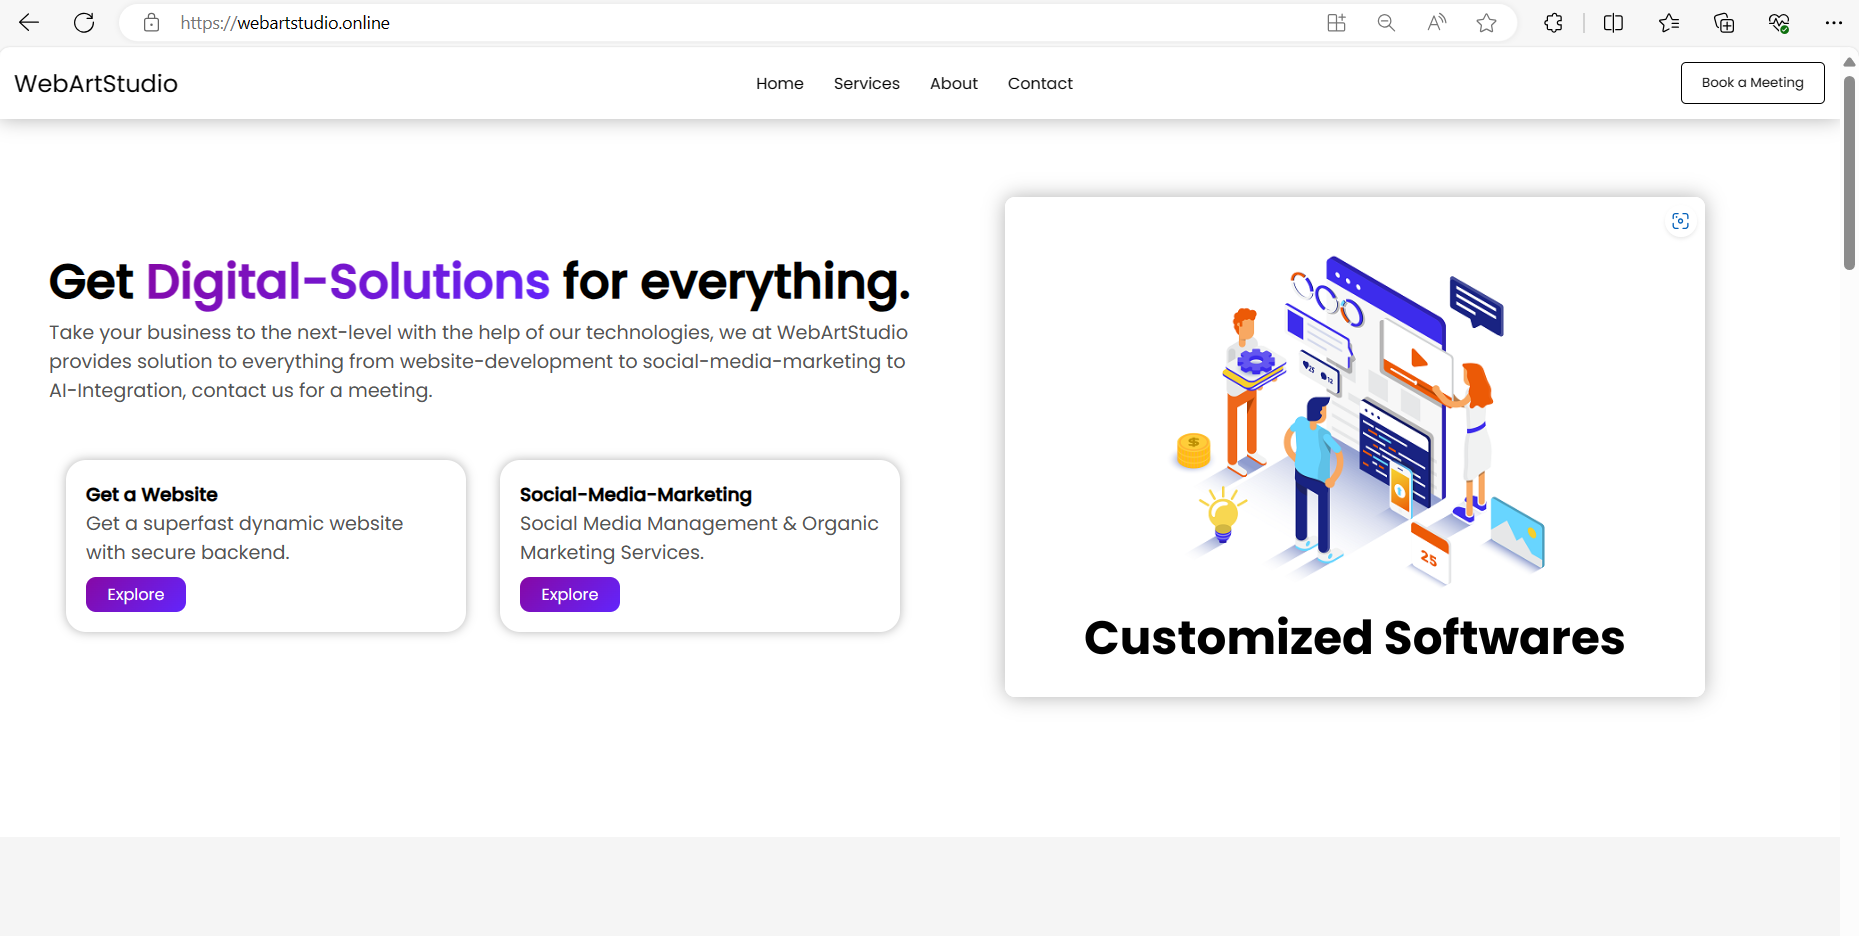 https://webartstudio.online
WebArtStudio
Home Services About Contact
Book a Meeting
Get Digital-Solutions for everything.
Take your business to the next-level with the help of our technologies, we at WebArtStudio
provides solution to everything from website-development to social-media-marketing to
AI-Integration, contact us for a meeting.
Get a Website
Get a superfast dynamic website
with secure backend.
Explore
Social-Media-Marketing
Social Media Management & Organic
Marketing Services.
Explore
23 12
$
25
Customized Softwares